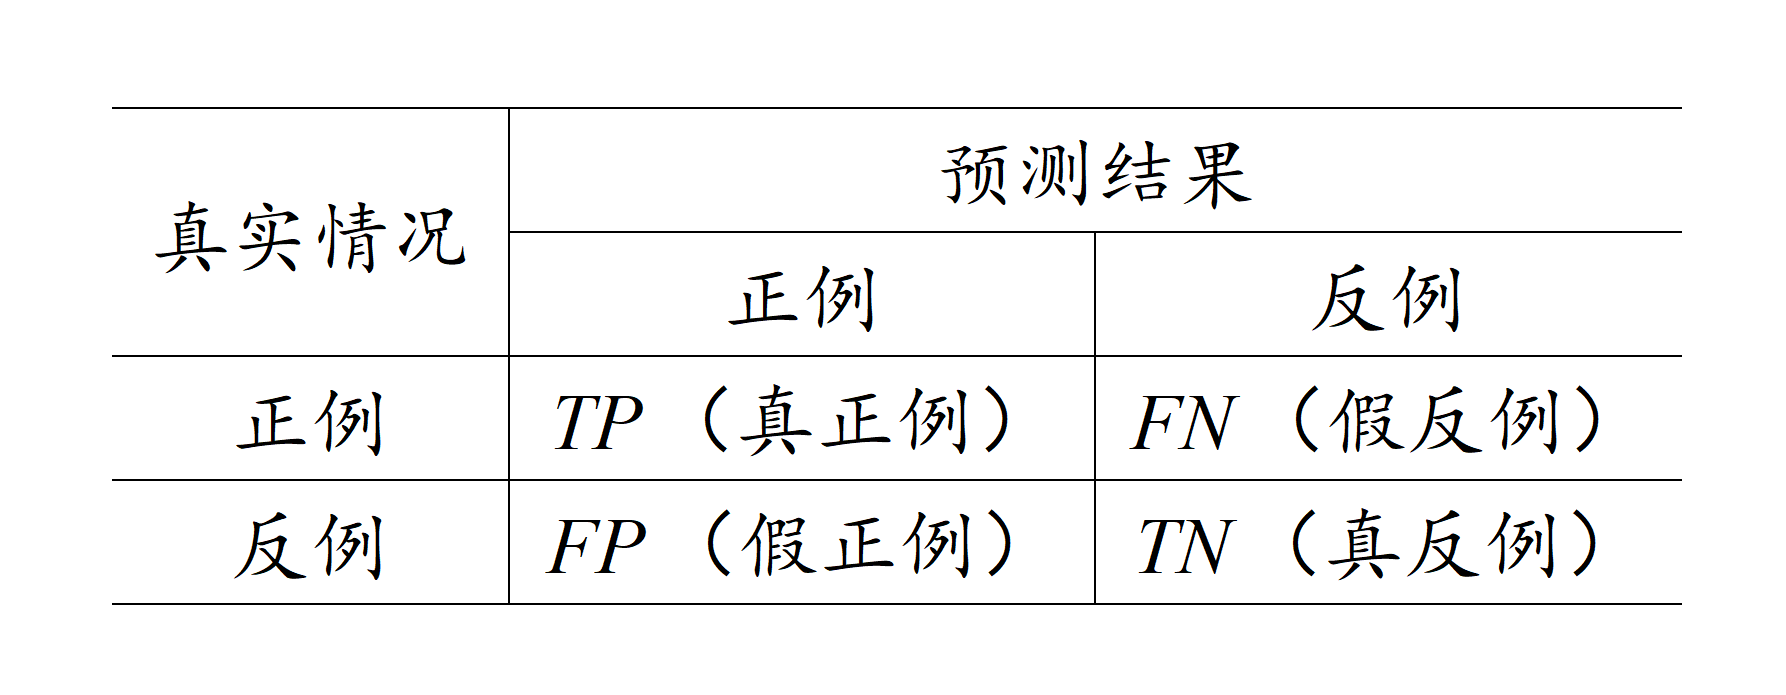 预测结果
真实情况
正例 反例
正例 TP（真正例） FN（假反例）
反例 FP（假正例） TN（真反例）